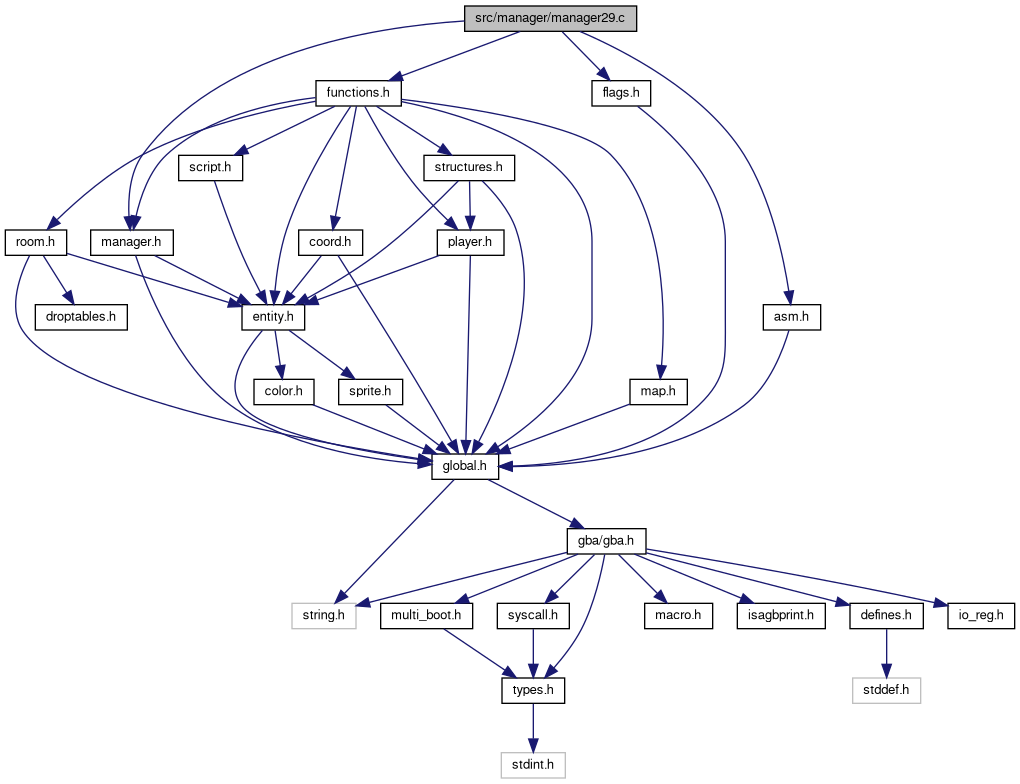 src/manager/manager29.c
functions.h
flags.h
script.h
structures.h
room.h
manager.h
coord.h
player.h
droptables.h
entity.h
asm.h
color.h
sprite.h
map.h
global.h
gba/gba.h
string.h
multi_boot.h
syscall.h
macro.h
isagbprint.h
defines.h
io_reg.h
types.h
stddef.h
stdint.h